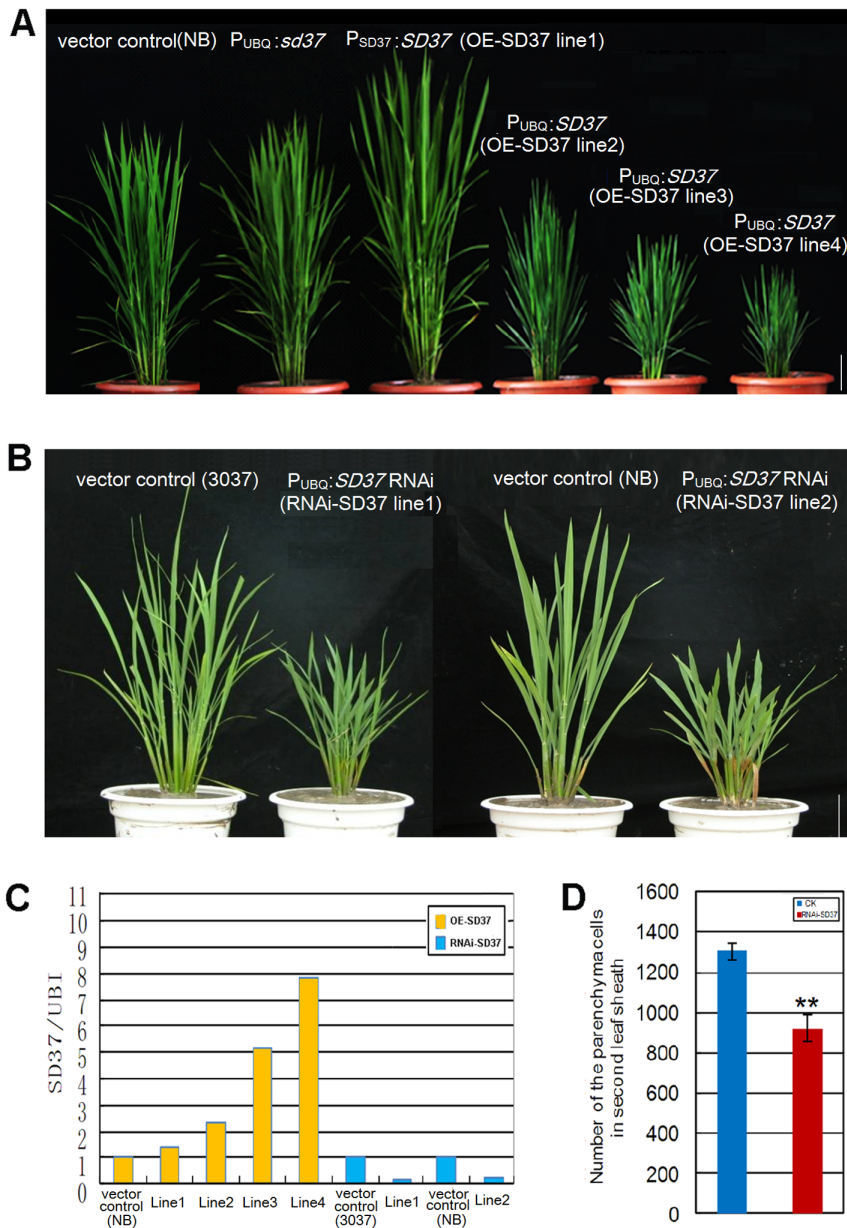 A
vector control(NB)
PUBQ:sd37
PSD37:SD37 (OE-SD37 line1)
PUBQ:SD37
(OE-SD37 line2)
PUBQ:SD37
(OE-SD37 line3)
PUBQ:SD37
(OE-SD37 line4)
B
vector control (3037)
PUBQ:SD37 RNAi
(RNAi-SD37 line1)
vector control (NB)
PUBQ:SD37 RNAi
(RNAi-SD37 line2)
C
SD37/UBI
11
10
9
8
7
6
5
4
3
2
1
0
OE-SD37
RNAi-SD37
vector
control
(NB)
Line1
Line2
Line3
Line4
vector
control
(3037)
Line1
vector
control
(NB)
Line2
D
Number of the parenchyma cells
in second leaf sheath
1600
1400
1200
1000
800
600
400
200
0
CK
RNAi-SD37
**